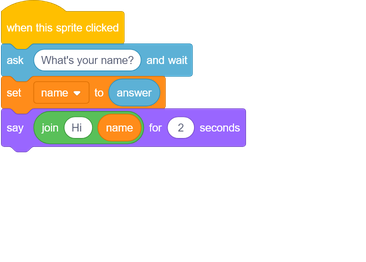 when this sprite clicked
ask What's your name? and wait
set name to answer
say join Hi name for 2 seconds